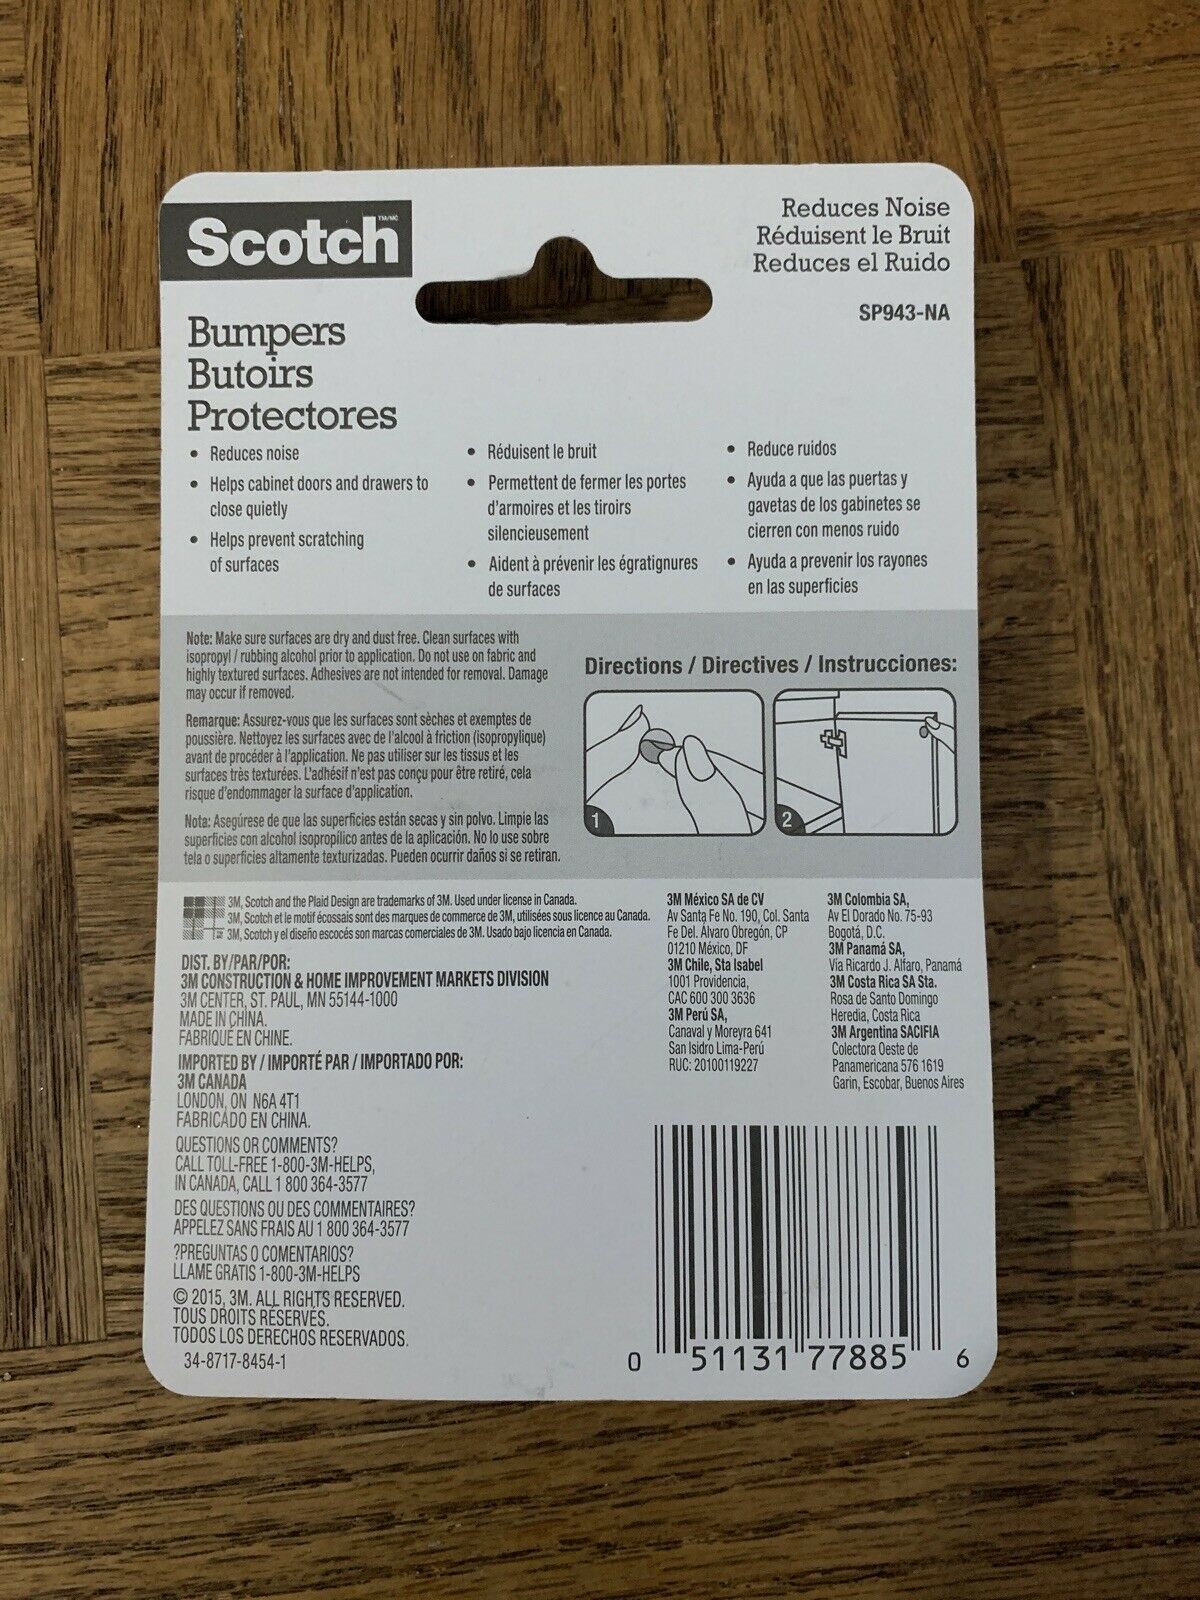 Scotch™/MC
Reduces Noise
Réduisent le Bruit
Reduces el Ruido
SP943-NA
Bumpers
Butoirs
Protectores
• Reduces noise
• Helps cabinet doors and drawers to
close quietly
• Helps prevent scratching
of surfaces
• Réduisent le bruit
• Permettent de fermer les portes
d'armoires et les tiroirs
silencieusement
• Aident à prévenir les égratignures
de surfaces
• Reduce ruidos
• Ayuda a que las puertas y
gavetas de los gabinetes se
cierren con menos ruido
• Ayuda a prevenir los rayones
en las superficies
Note: Make sure surfaces are dry and dust free. Clean surfaces with
isopropyl / rubbing alcohol prior to application. Do not use on fabric and
highly textured surfaces. Adhesives are not intended for removal. Damage
may occur if removed.
Remarque: Assurez-vous que les surfaces sont sèches et exemptes de
poussière. Nettoyez les surfaces avec de l'alcool à friction (isopropylique)
avant de procéder à l'application. Ne pas utiliser sur les tissus et les
surfaces très texturées. L'adhésif n'est pas conçu pour être retiré, cela
risque d'endommager la surface d'application.
Nota: Asegúrese de que las superficies están secas y sin polvo. Limpie las
superficies con alcohol isopropílico antes de la aplicación. No lo use sobre
tela o superficies altamente texturizadas. Pueden ocurrir daños si se retiran.
Directions / Directives / Instrucciones:
1
2
3M, Scotch and the Plaid Design are trademarks of 3M. Used under license in Canada.
3M, Scotch et le motif écossais sont des marques de commerce de 3M, utilisées sous licence au Canada.
3M, Scotch y el diseño escocés son marcas comerciales de 3M. Usado bajo licencia en Canada.
DIST. BY/PAR/POR:
3M CONSTRUCTION & HOME IMPROVEMENT MARKETS DIVISION
3M CENTER, ST. PAUL, MN 55144-1000
MADE IN CHINA.
FABRIQUÉ EN CHINE.
IMPORTED BY / IMPORTÉ PAR / IMPORTADO POR:
3M CANADA
LONDON, ON N6A 4T1
FABRICADO EN CHINA.
QUESTIONS OR COMMENTS?
CALL TOLL-FREE 1-800-3M-HELPS,
IN CANADA, CALL 1 800 364-3577
DES QUESTIONS OU DES COMMENTAIRES?
APPELEZ SANS FRAIS AU 1 800 364-3577
?PREGUNTAS O COMENTARIOS?
LLAME GRATIS 1-800-3M-HELPS
© 2015, 3M. ALL RIGHTS RESERVED.
TOUS DROITS RÉSERVÉS.
TODOS LOS DERECHOS RESERVADOS.
34-8717-8454-1
3M México SA de CV
Av Santa Fe No. 190, Col. Santa
Fe Del. Álvaro Obregón, CP
01210 México, DF
3M Chile, Sta Isabel
1001 Providencia,
CAC 600 300 3636
3M Perú SA,
Canaval y Moreyra 641
San Isidro Lima-Perú
RUC: 20100119227
3M Colombia SA,
Av El Dorado No. 75-93
Bogotá, D.C.
3M Panamá SA,
Vía Ricardo J. Alfaro, Panamá
3M Costa Rica SA Sta.
Rosa de Santo Domingo
Heredia, Costa Rica
3M Argentina SACIFIA
Colectora Oeste de
Panamericana 576 1619
Garin, Escobar, Buenos Aires
0 51131 77885 6